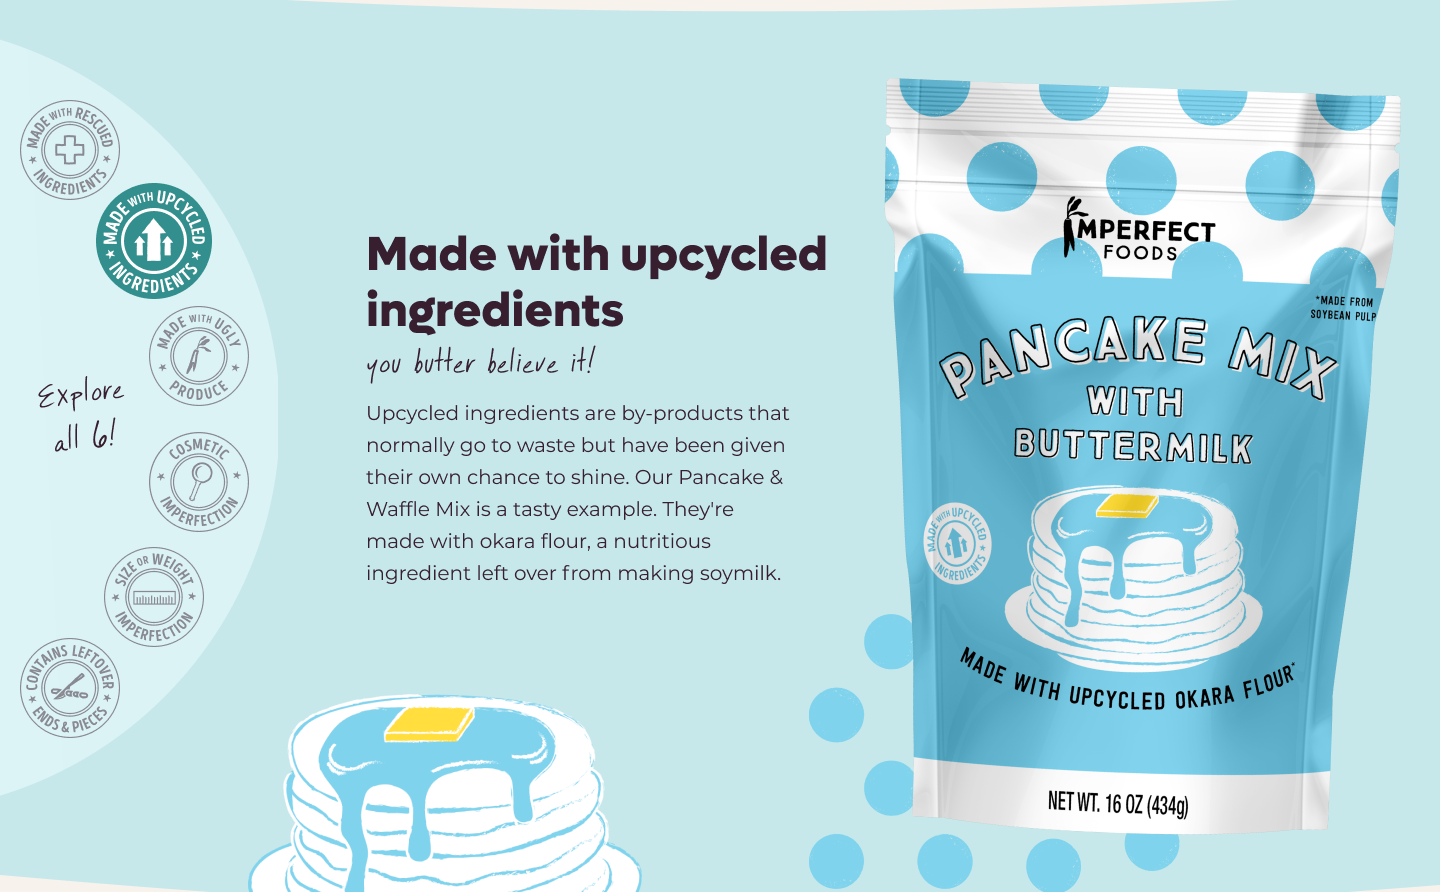 MADE WITH RESCUED
INGREDIENTS
MADE WITH UPCYCLED
INGREDIENTS
MADE WITH UGLY
PRODUCE
Explore
all 6!
COSMETIC
IMPERFECTION
SIZE OR WEIGHT
IMPERFECTION
CONTAINS LEFTOVER
ENDS & PIECES
Made with upcycled
ingredients
you butter believe it!
Upcycled ingredients are by-products that
normally go to waste but have been given
their own chance to shine. Our Pancake &
Waffle Mix is a tasty example. They're
made with okara flour, a nutritious
ingredient left over from making soymilk.
IMPERFECT
FOODS
*MADE FROM
SOYBEAN PULP
PANCAKE MIX
WITH
BUTTERMILK
MADE WITH UPCYCLED
INGREDIENTS
MADE WITH UPCYCLED OKARA FLOUR*
NET WT. 16 OZ (434g)